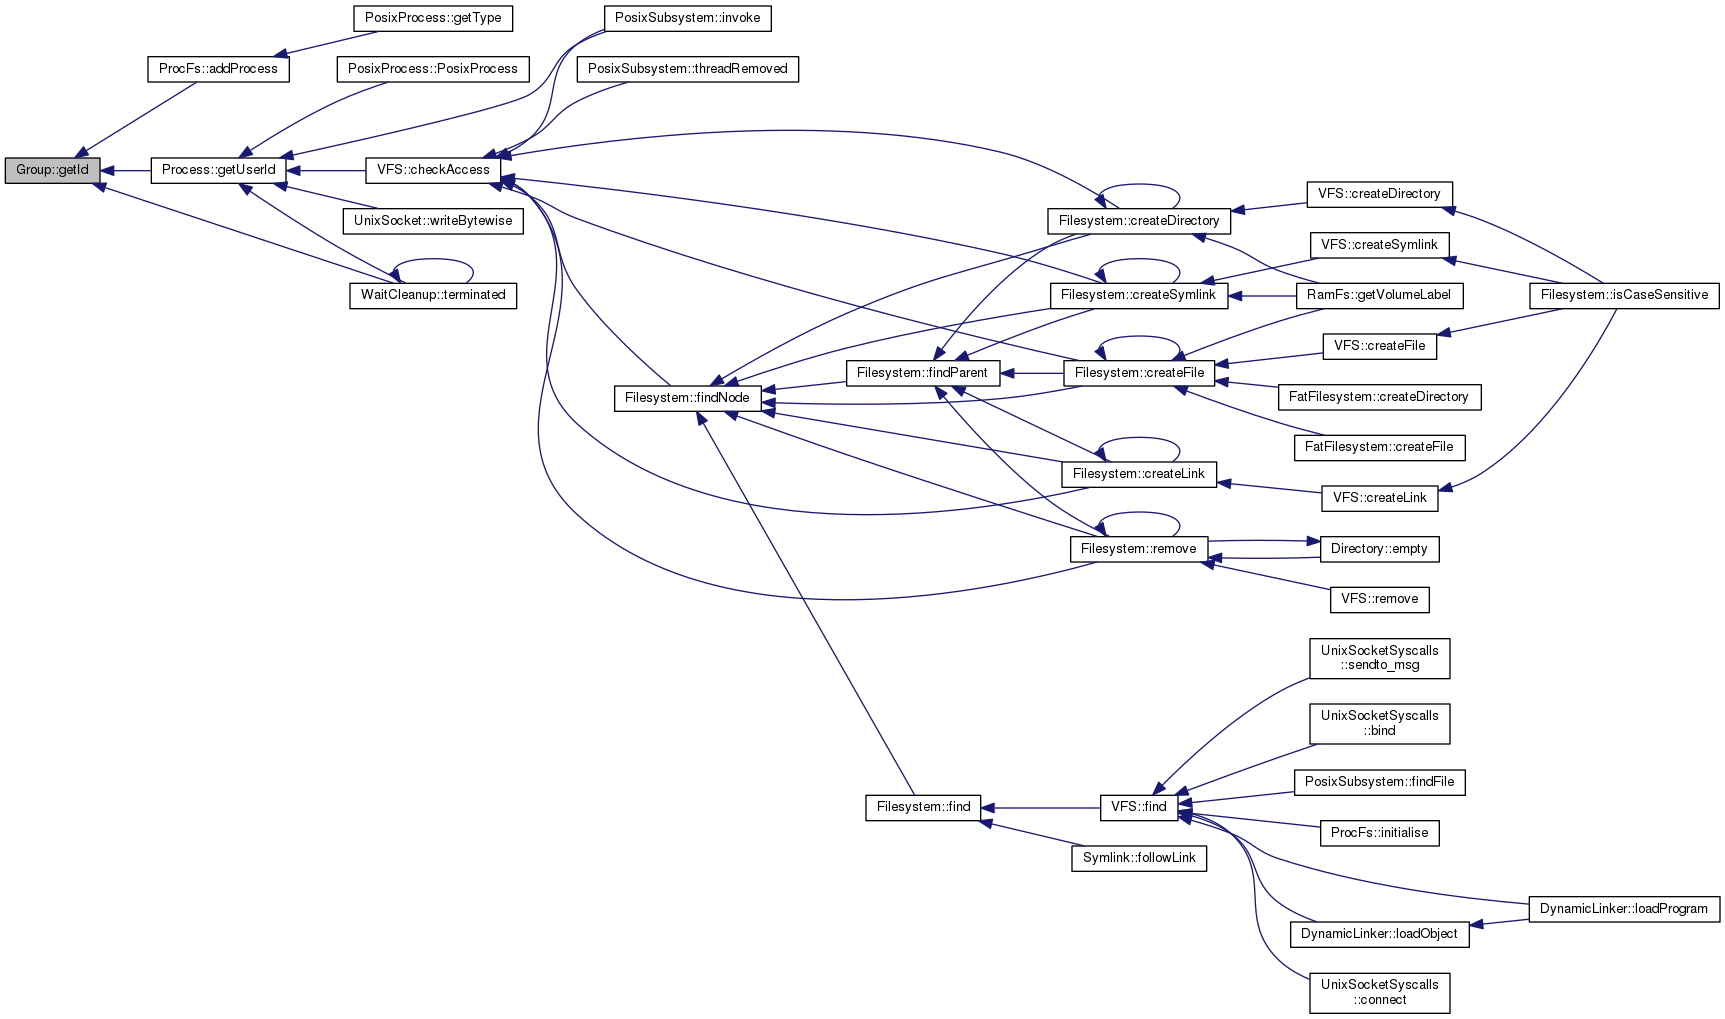 PosixProcess::getType
PosixSubsystem::invoke
ProcFs::addProcess
PosixProcess::PosixProcess
PosixSubsystem::threadRemoved
Group::getId
Process::getUserId
VFS::checkAccess
UnixSocket::writeBytewise
WaitCleanup::terminated
Filesystem::createDirectory
VFS::createDirectory
VFS::createSymlink
Filesystem::createSymlink
RamFs::getVolumeLabel
Filesystem::isCaseSensitive
VFS::createFile
Filesystem::findParent
Filesystem::createFile
Filesystem::findNode
FatFilesystem::createDirectory
FatFilesystem::createFile
Filesystem::createLink
VFS::createLink
Filesystem::remove
Directory::empty
VFS::remove
UnixSocketSyscalls
::sendto_msg
UnixSocketSyscalls
::bind
PosixSubsystem::findFile
Filesystem::find
VFS::find
ProcFs::initialise
Symlink::followLink
DynamicLinker::loadProgram
DynamicLinker::loadObject
UnixSocketSyscalls
::connect